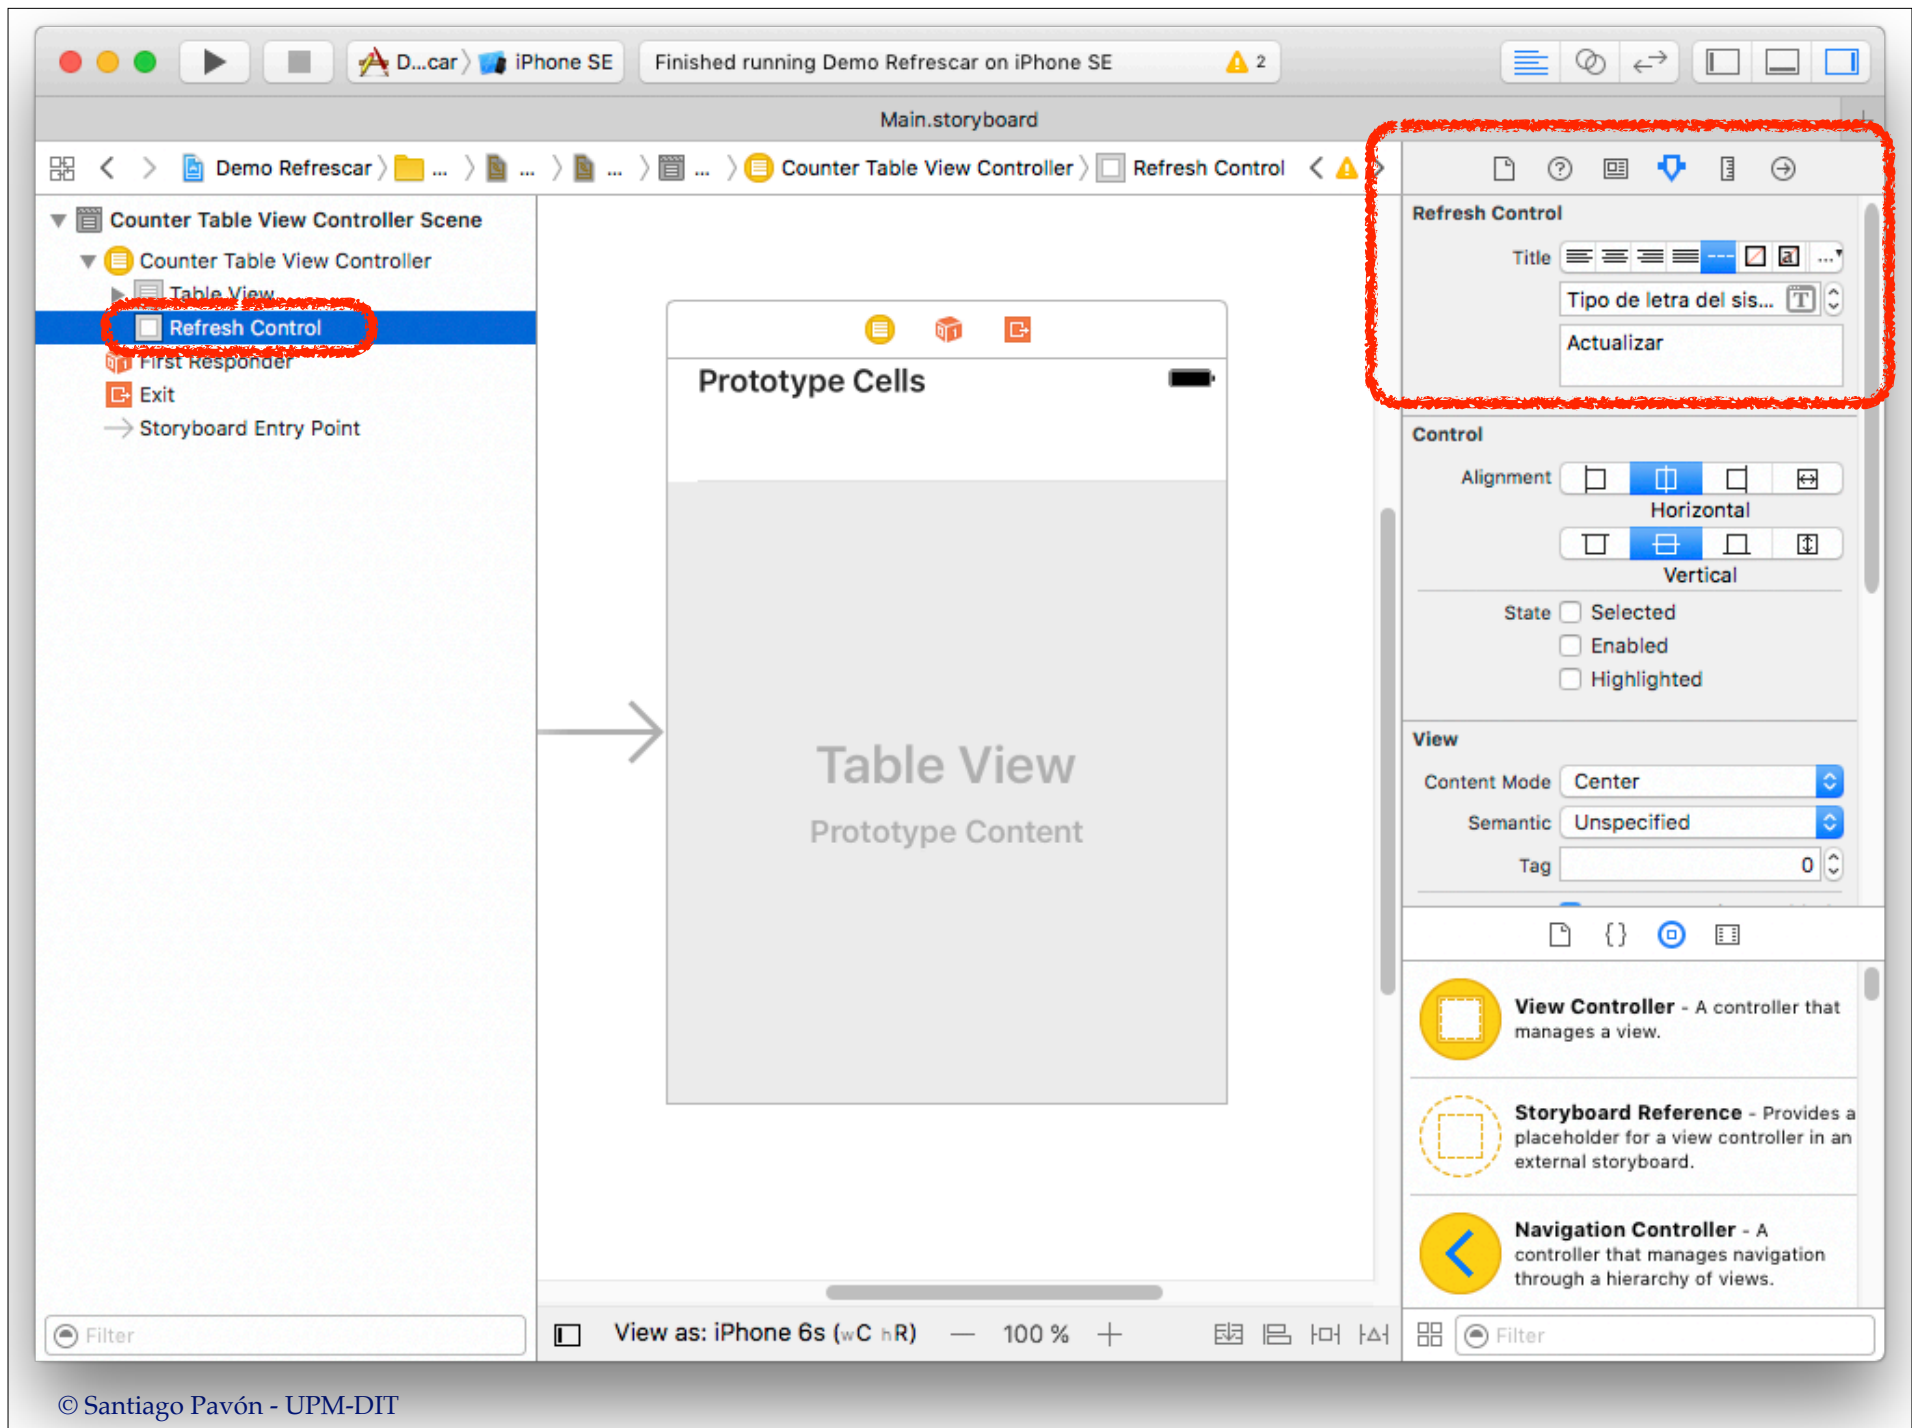 D...car iPhone SE
Finished running Demo Refrescar on iPhone SE
2
Main.storyboard
Demo Refrescar ... ... ... ... Counter Table View Controller Refresh Control
Counter Table View Controller Scene
Counter Table View Controller
Table View
Refresh Control
First Responder
Exit
Storyboard Entry Point
Filter
Prototype Cells
Table View
Prototype Content
View as: iPhone 6s (wC hR) — 100 % +
Refresh Control
Title
Tipo de letra del sis...
Actualizar
Control
Alignment
Horizontal
Vertical
State Selected
Enabled
Highlighted
View
Content Mode Center
Semantic Unspecified
Tag 0
View Controller - A controller that
manages a view.
Storyboard Reference - Provides a
placeholder for a view controller in an
external storyboard.
Navigation Controller - A
controller that manages navigation
through a hierarchy of views.
Filter
© Santiago Pavón - UPM-DIT